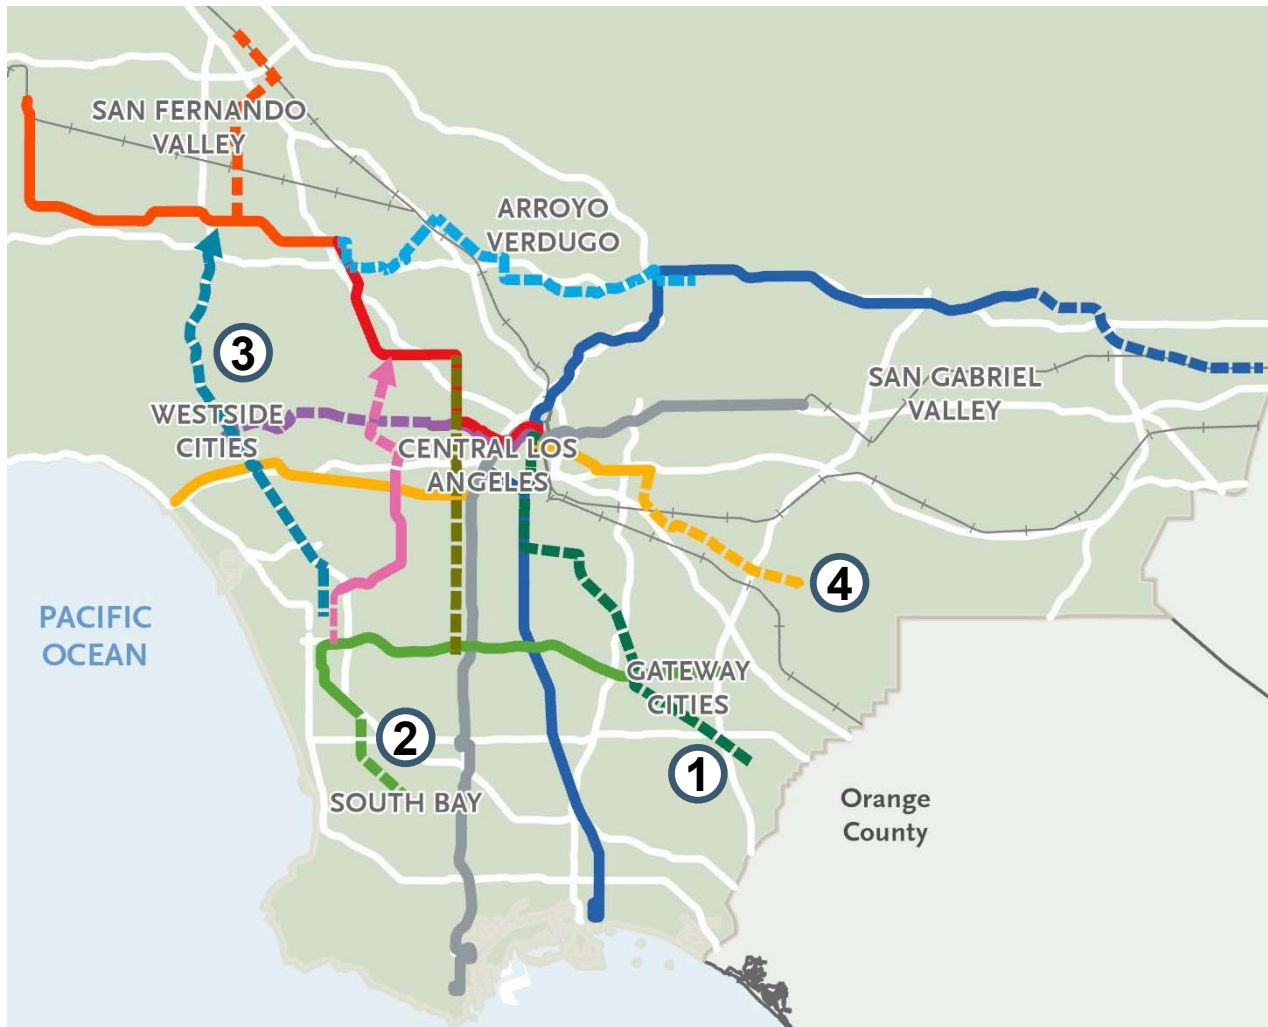 SAN FERNANDO
VALLEY
ARROYO
VERDUGO
3
SAN GABRIEL
VALLEY
WESTSIDE
CITIES
CENTRAL LOS
ANGELES
4
PACIFIC
OCEAN
GATEWAY
CITIES
2
1
SOUTH BAY
Orange
County